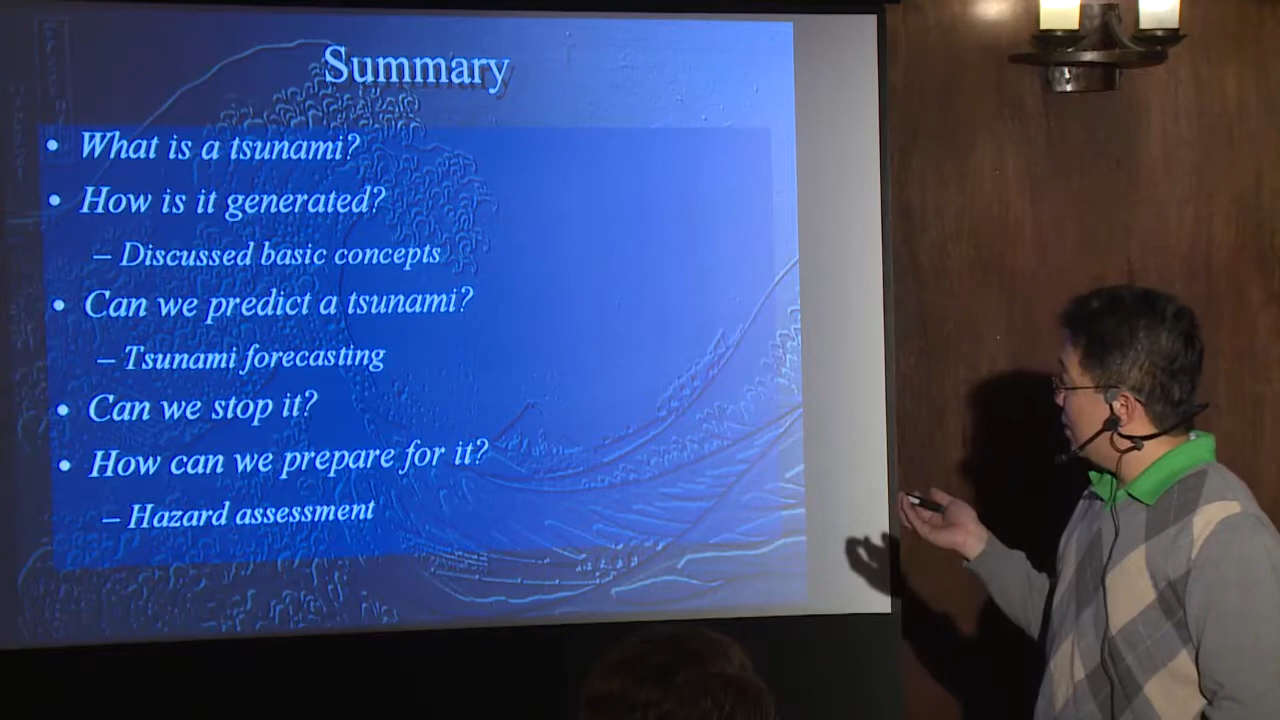 Summary
• What is a tsunami?
• How is it generated?
– Discussed basic concepts
• Can we predict a tsunami?
– Tsunami forecasting
• Can we stop it?
• How can we prepare for it?
– Hazard assessment